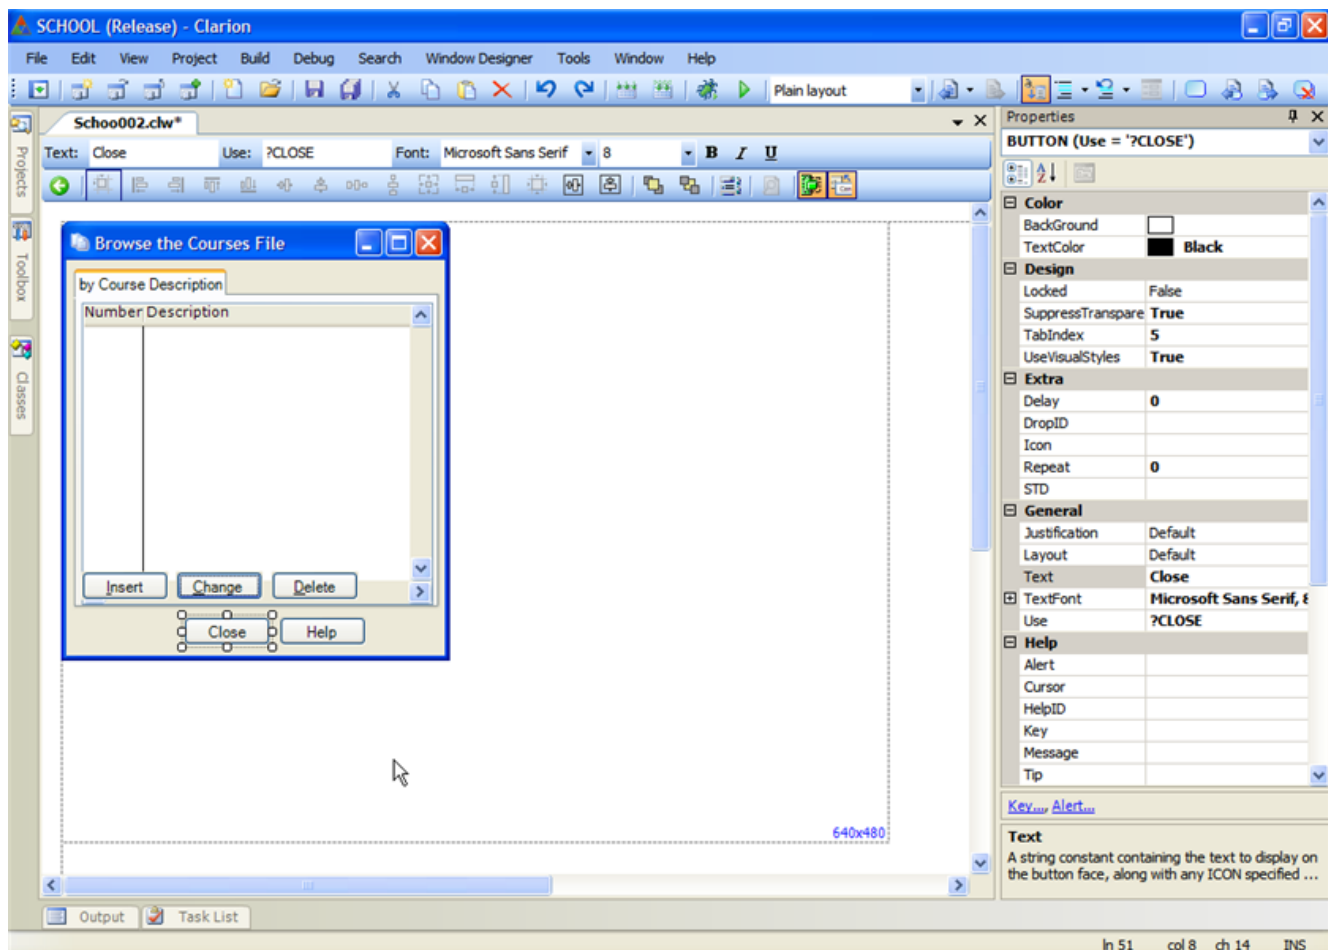 SCHOOL (Release) - Clarion
File Edit View Project Build Debug Search Window Designer Tools Window Help
Plain layout
Projects
Toolbox
Classes
Schoo002.clw*
Text: Close Use: ?CLOSE Font: Microsoft Sans Serif 8 B I U
Browse the Courses File
by Course Description
Number Description
Insert Change Delete
Close Help
640x480
Output Task List
Properties
BUTTON (Use = '?CLOSE')
Color
BackGround
TextColor Black
Design
Locked False
SuppressTranspare True
TabIndex 5
UseVisualStyles True
Extra
Delay 0
DropID
Icon
Repeat 0
STD
General
Justification Default
Layout Default
Text Close
TextFont Microsoft Sans Serif, 8
Use ?CLOSE
Help
Alert
Cursor
HelpID
Key
Message
Tip
Key..., Alert...
Text
A string constant containing the text to display on
the button face, along with any ICON specified ...
ln 51 col 8 ch 14 INS